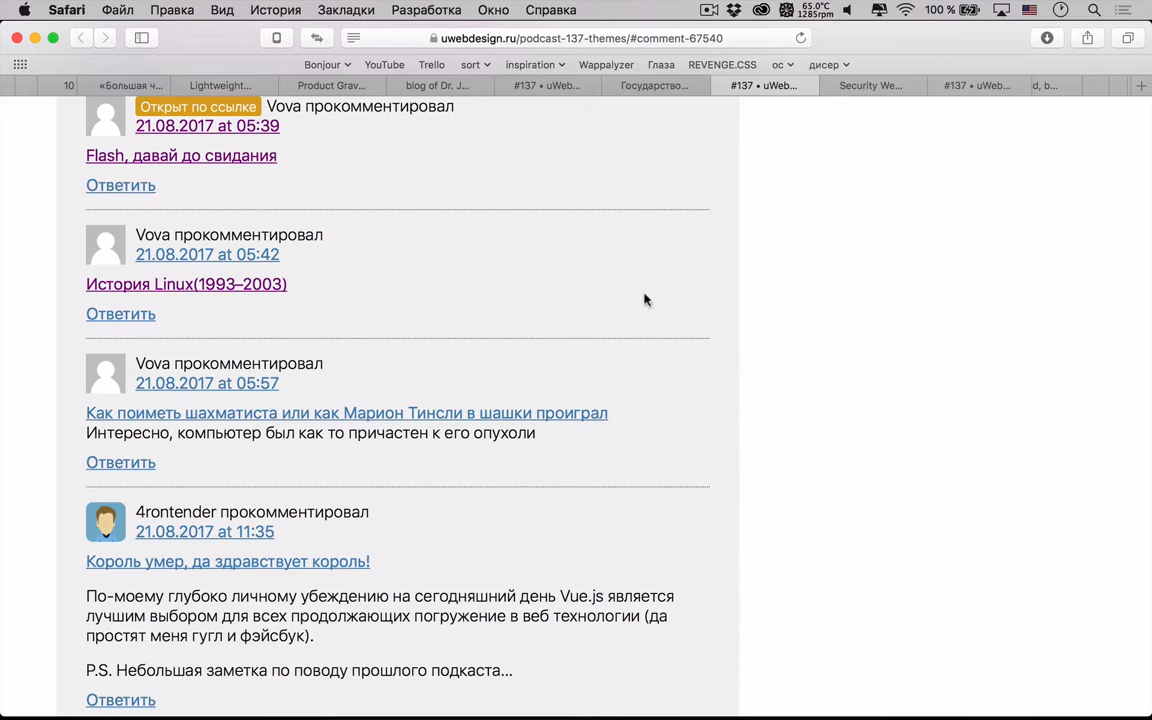 Safari Файл Правка Вид История Закладки Разработка Окно Справка 65.0°C 1285rpm 100 %
uwebdesign.ru/podcast-137-themes/#comment-67540
Bonjour YouTube Trello sort inspiration Wappalyzer Глаза REVENGE.CSS ос дисер
10 «Большая ч... Lightweight... Product Grav... blog of Dr. J... #137 • uWeb... Государство... #137 • uWeb... Security We... #137 • uWeb... d, b...
Открыт по ссылке Vova прокомментировал
21.08.2017 at 05:39
Flash, давай до свидания
Ответить
Vova прокомментировал
21.08.2017 at 05:42
История Linux(1993–2003)
Ответить
Vova прокомментировал
21.08.2017 at 05:57
Как поиметь шахматиста или как Марион Тинсли в шашки проиграл
Интересно, компьютер был как то причастен к его опухоли
Ответить
4rontender прокомментировал
21.08.2017 at 11:35
Король умер, да здравствует король!
По-моему глубоко личному убеждению на сегодняшний день Vue.js является
лучшим выбором для всех продолжающих погружение в веб технологии (да
простят меня гугл и фэйсбук).
P.S. Небольшая заметка по поводу прошлого подкаста...
Ответить